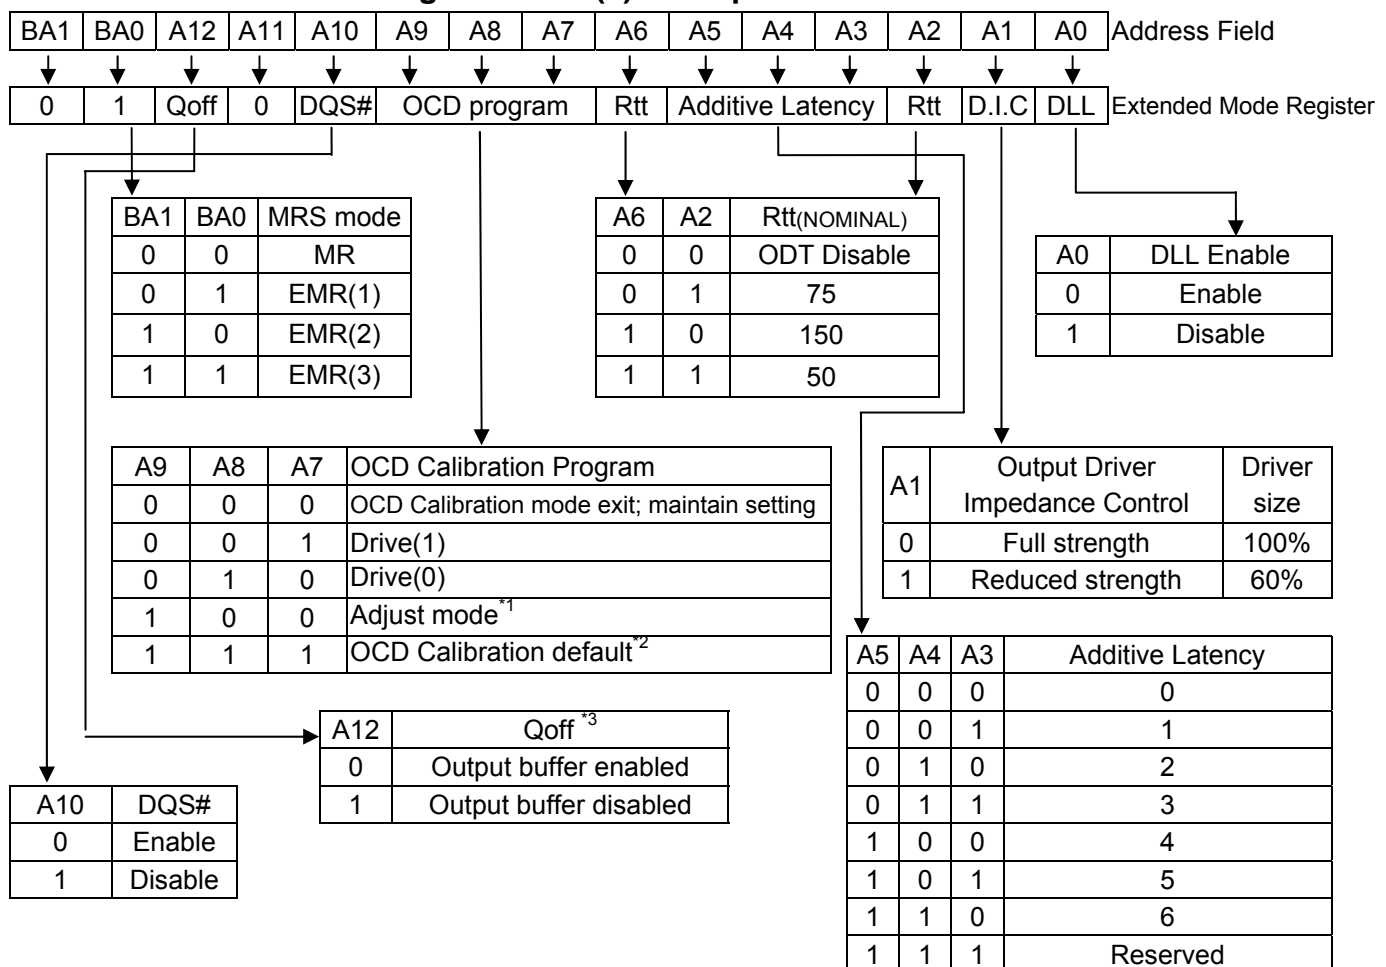 BA1 BA0 A12 A11 A10 A9 A8 A7 A6 A5 A4 A3 A2 A1 A0 Address Field
0 1 Qoff 0 DQS# OCD program Rtt Additive Latency Rtt D.I.C DLL Extended Mode Register
BA1 BA0 MRS mode
0 0 MR
0 1 EMR(1)
1 0 EMR(2)
1 1 EMR(3)
A6 A2 Rtt(NOMINAL)
0 0 ODT Disable
0 1 75
1 0 150
1 1 50
A0 DLL Enable
0 Enable
1 Disable
A9 A8 A7 OCD Calibration Program
0 0 0 OCD Calibration mode exit; maintain setting
0 0 1 Drive(1)
0 1 0 Drive(0)
1 0 0 Adjust mode*1
1 1 1 OCD Calibration default*2
A1 Output Driver Impedance Control Driver size
0 Full strength 100%
1 Reduced strength 60%
A12 Qoff *3
0 Output buffer enabled
1 Output buffer disabled
A10 DQS#
0 Enable
1 Disable
A5 A4 A3 Additive Latency
0 0 0 0
0 0 1 1
0 1 0 2
0 1 1 3
1 0 0 4
1 0 1 5
1 1 0 6
1 1 1 Reserved